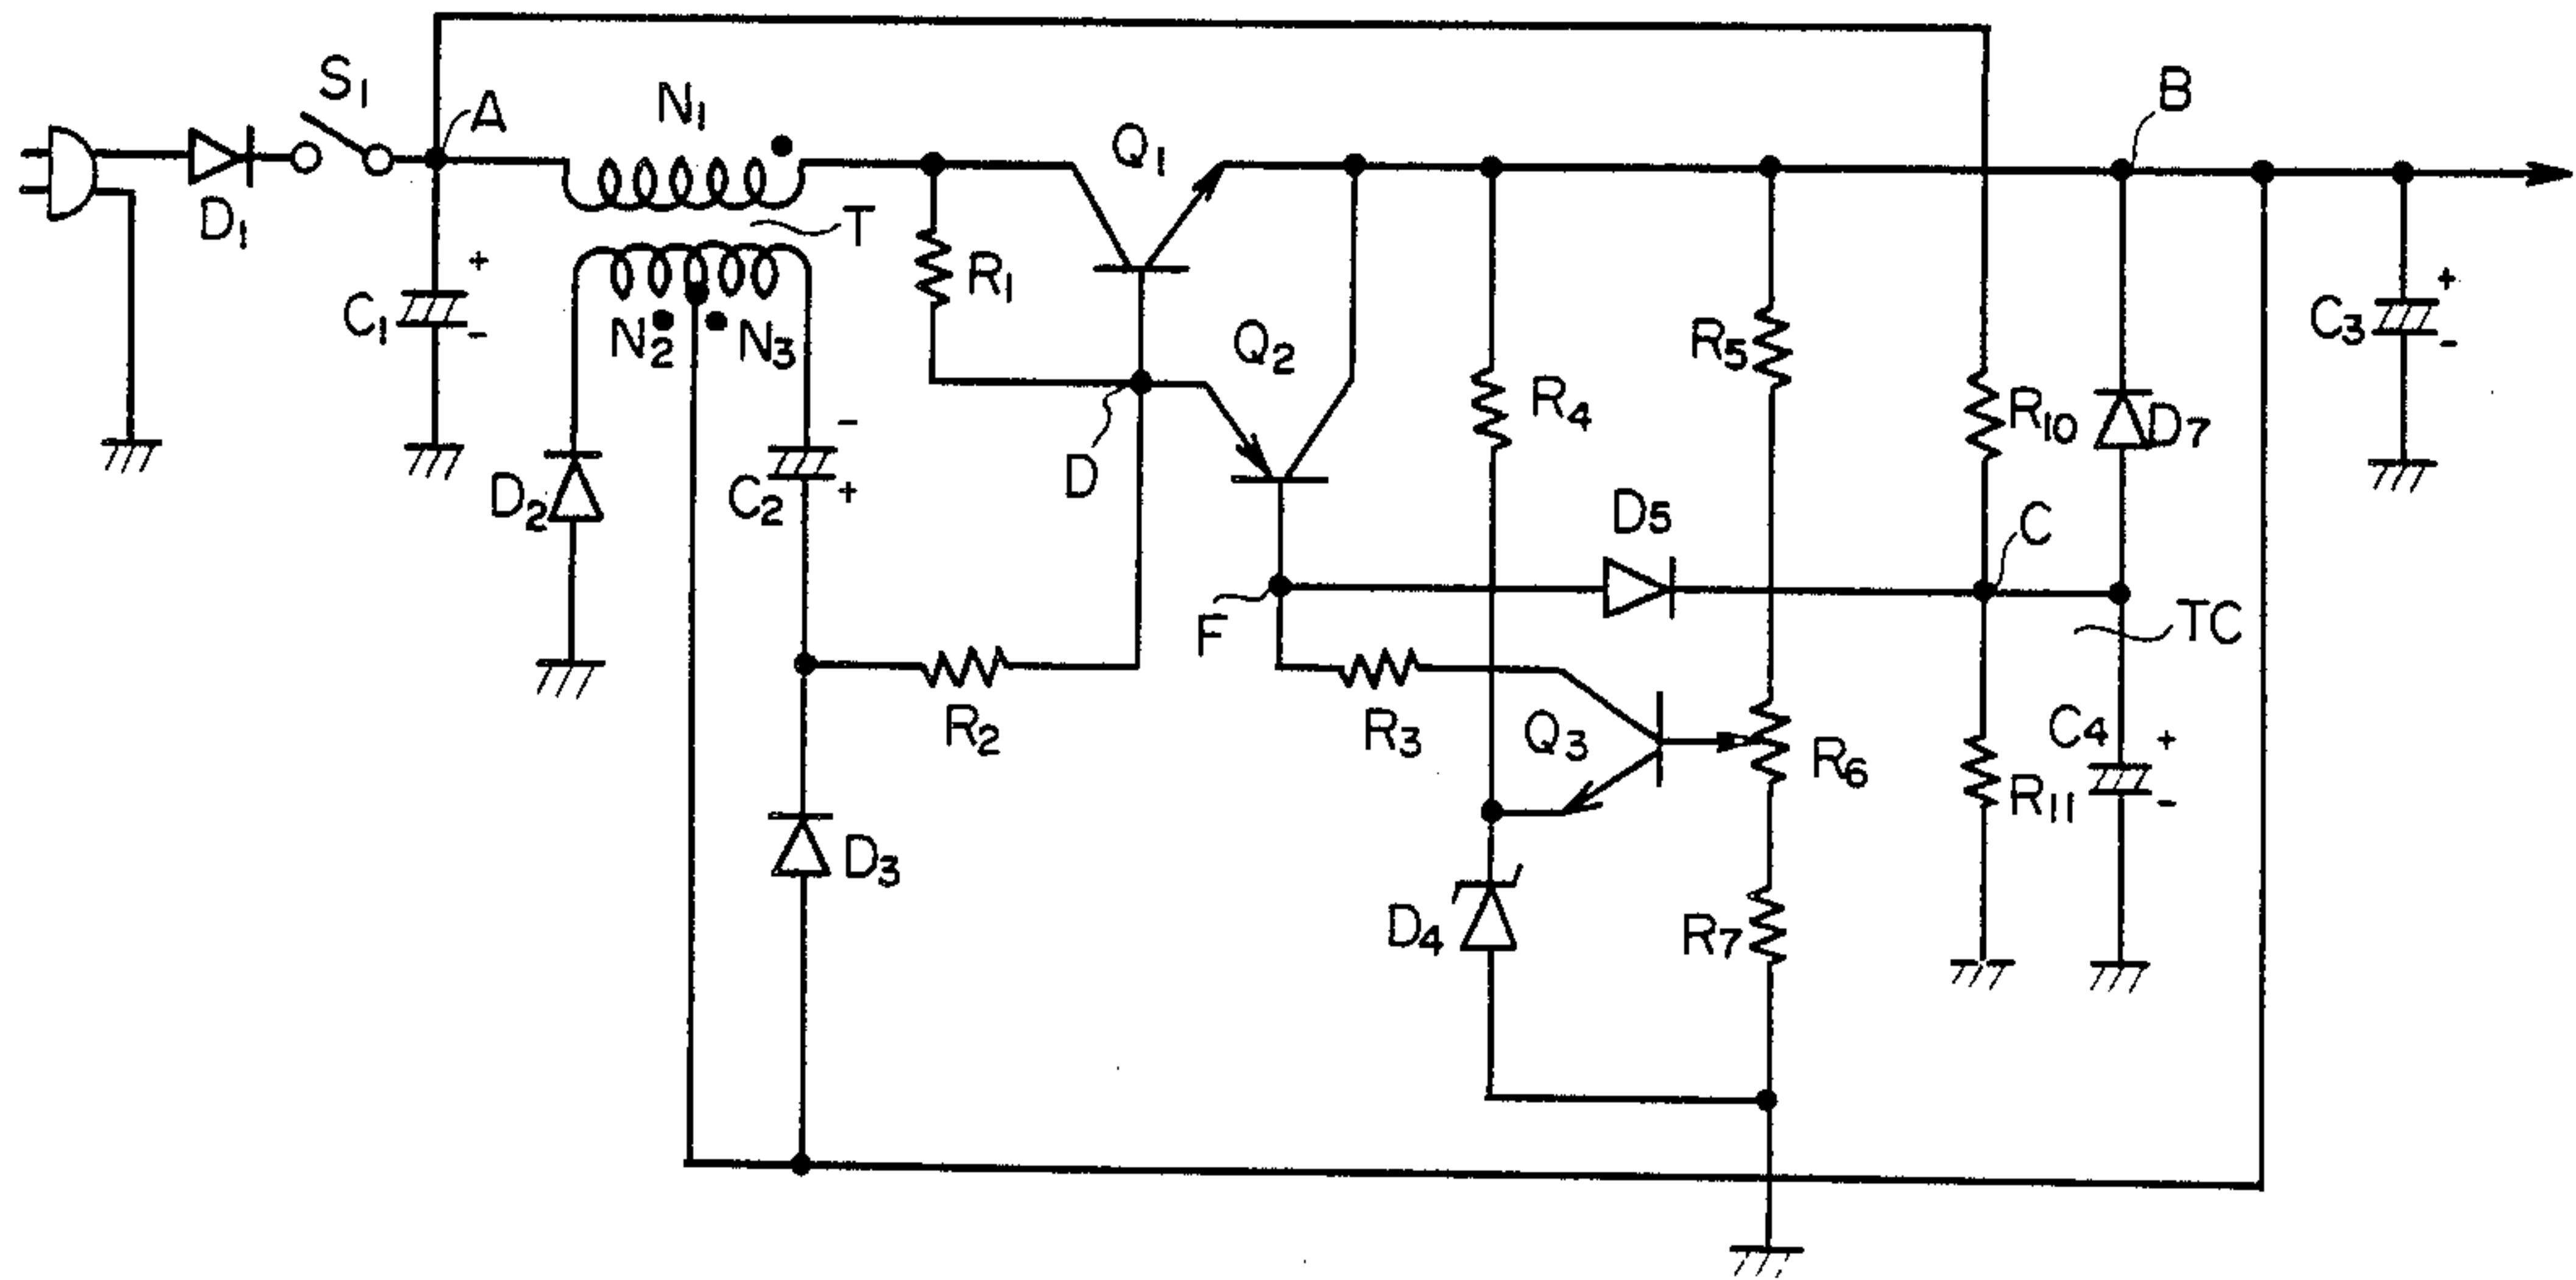 S1
A
N1
Q1
B
D1
T
R1
C1
+
-
N2
N3
Q2
R5
R4
R10
D7
C3
+
-
D
D2
C2
-
+
D5
C
F
TC
R2
R3
Q3
R6
C4
+
-
R11
D3
D4
R7